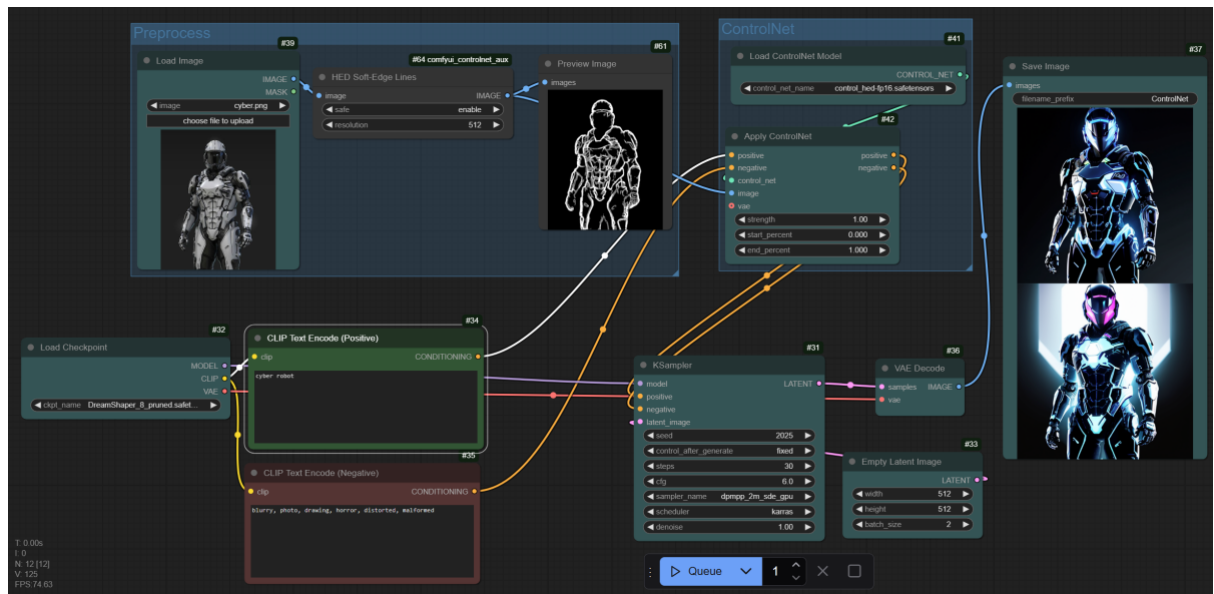 Preprocess
#39
Load Image
IMAGE
MASK
image cyber.png
choose file to upload
#64 comfyui_controlnet_aux
HED Soft-Edge Lines
image IMAGE
safe enable
resolution 512
#61
Preview Image
images
ControlNet
#41
Load ControlNet Model
CONTROL_NET
control_net_name control_hed-fp16.safetensors
#42
Apply ControlNet
positive positive
negative negative
control_net
image
vae
strength 1.00
start_percent 0.000
end_percent 1.000
#37
Save Image
images
filename_prefix ControlNet
#32
Load Checkpoint
MODEL
CLIP
VAE
ckpt_name DreamShaper_8_pruned.safet...
#34
CLIP Text Encode (Positive)
clip CONDITIONING
cyber robot
#35
CLIP Text Encode (Negative)
clip CONDITIONING
blurry, photo, drawing, horror, distorted, malformed
#31
KSampler
model LATENT
positive
negative
latent_image
seed 2025
control_after_generate fixed
steps 30
cfg 6.0
sampler_name dpmpp_2m_sde_gpu
scheduler karras
denoise 1.00
#36
VAE Decode
samples IMAGE
vae
#33
Empty Latent Image
LATENT
width 512
height 512
batch_size 2
T: 0.00s
I: 0
N: 12 [12]
V: 125
FPS:74.63
Queue 1